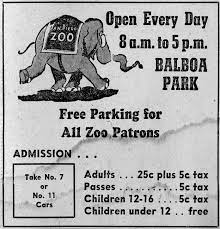 SAN DIEGO
ZOO
Open Every Day
8 a.m. to 5 p.m.
BALBOA
PARK
Free Parking for
All Zoo Patrons
ADMISSION . . .
Take No. 7
or
No. 11
Cars
Adults . . . 25c plus 5c tax
Passes . . . . . 5c tax
Children 12-16 . . 5c tax
Children under 12 . . free